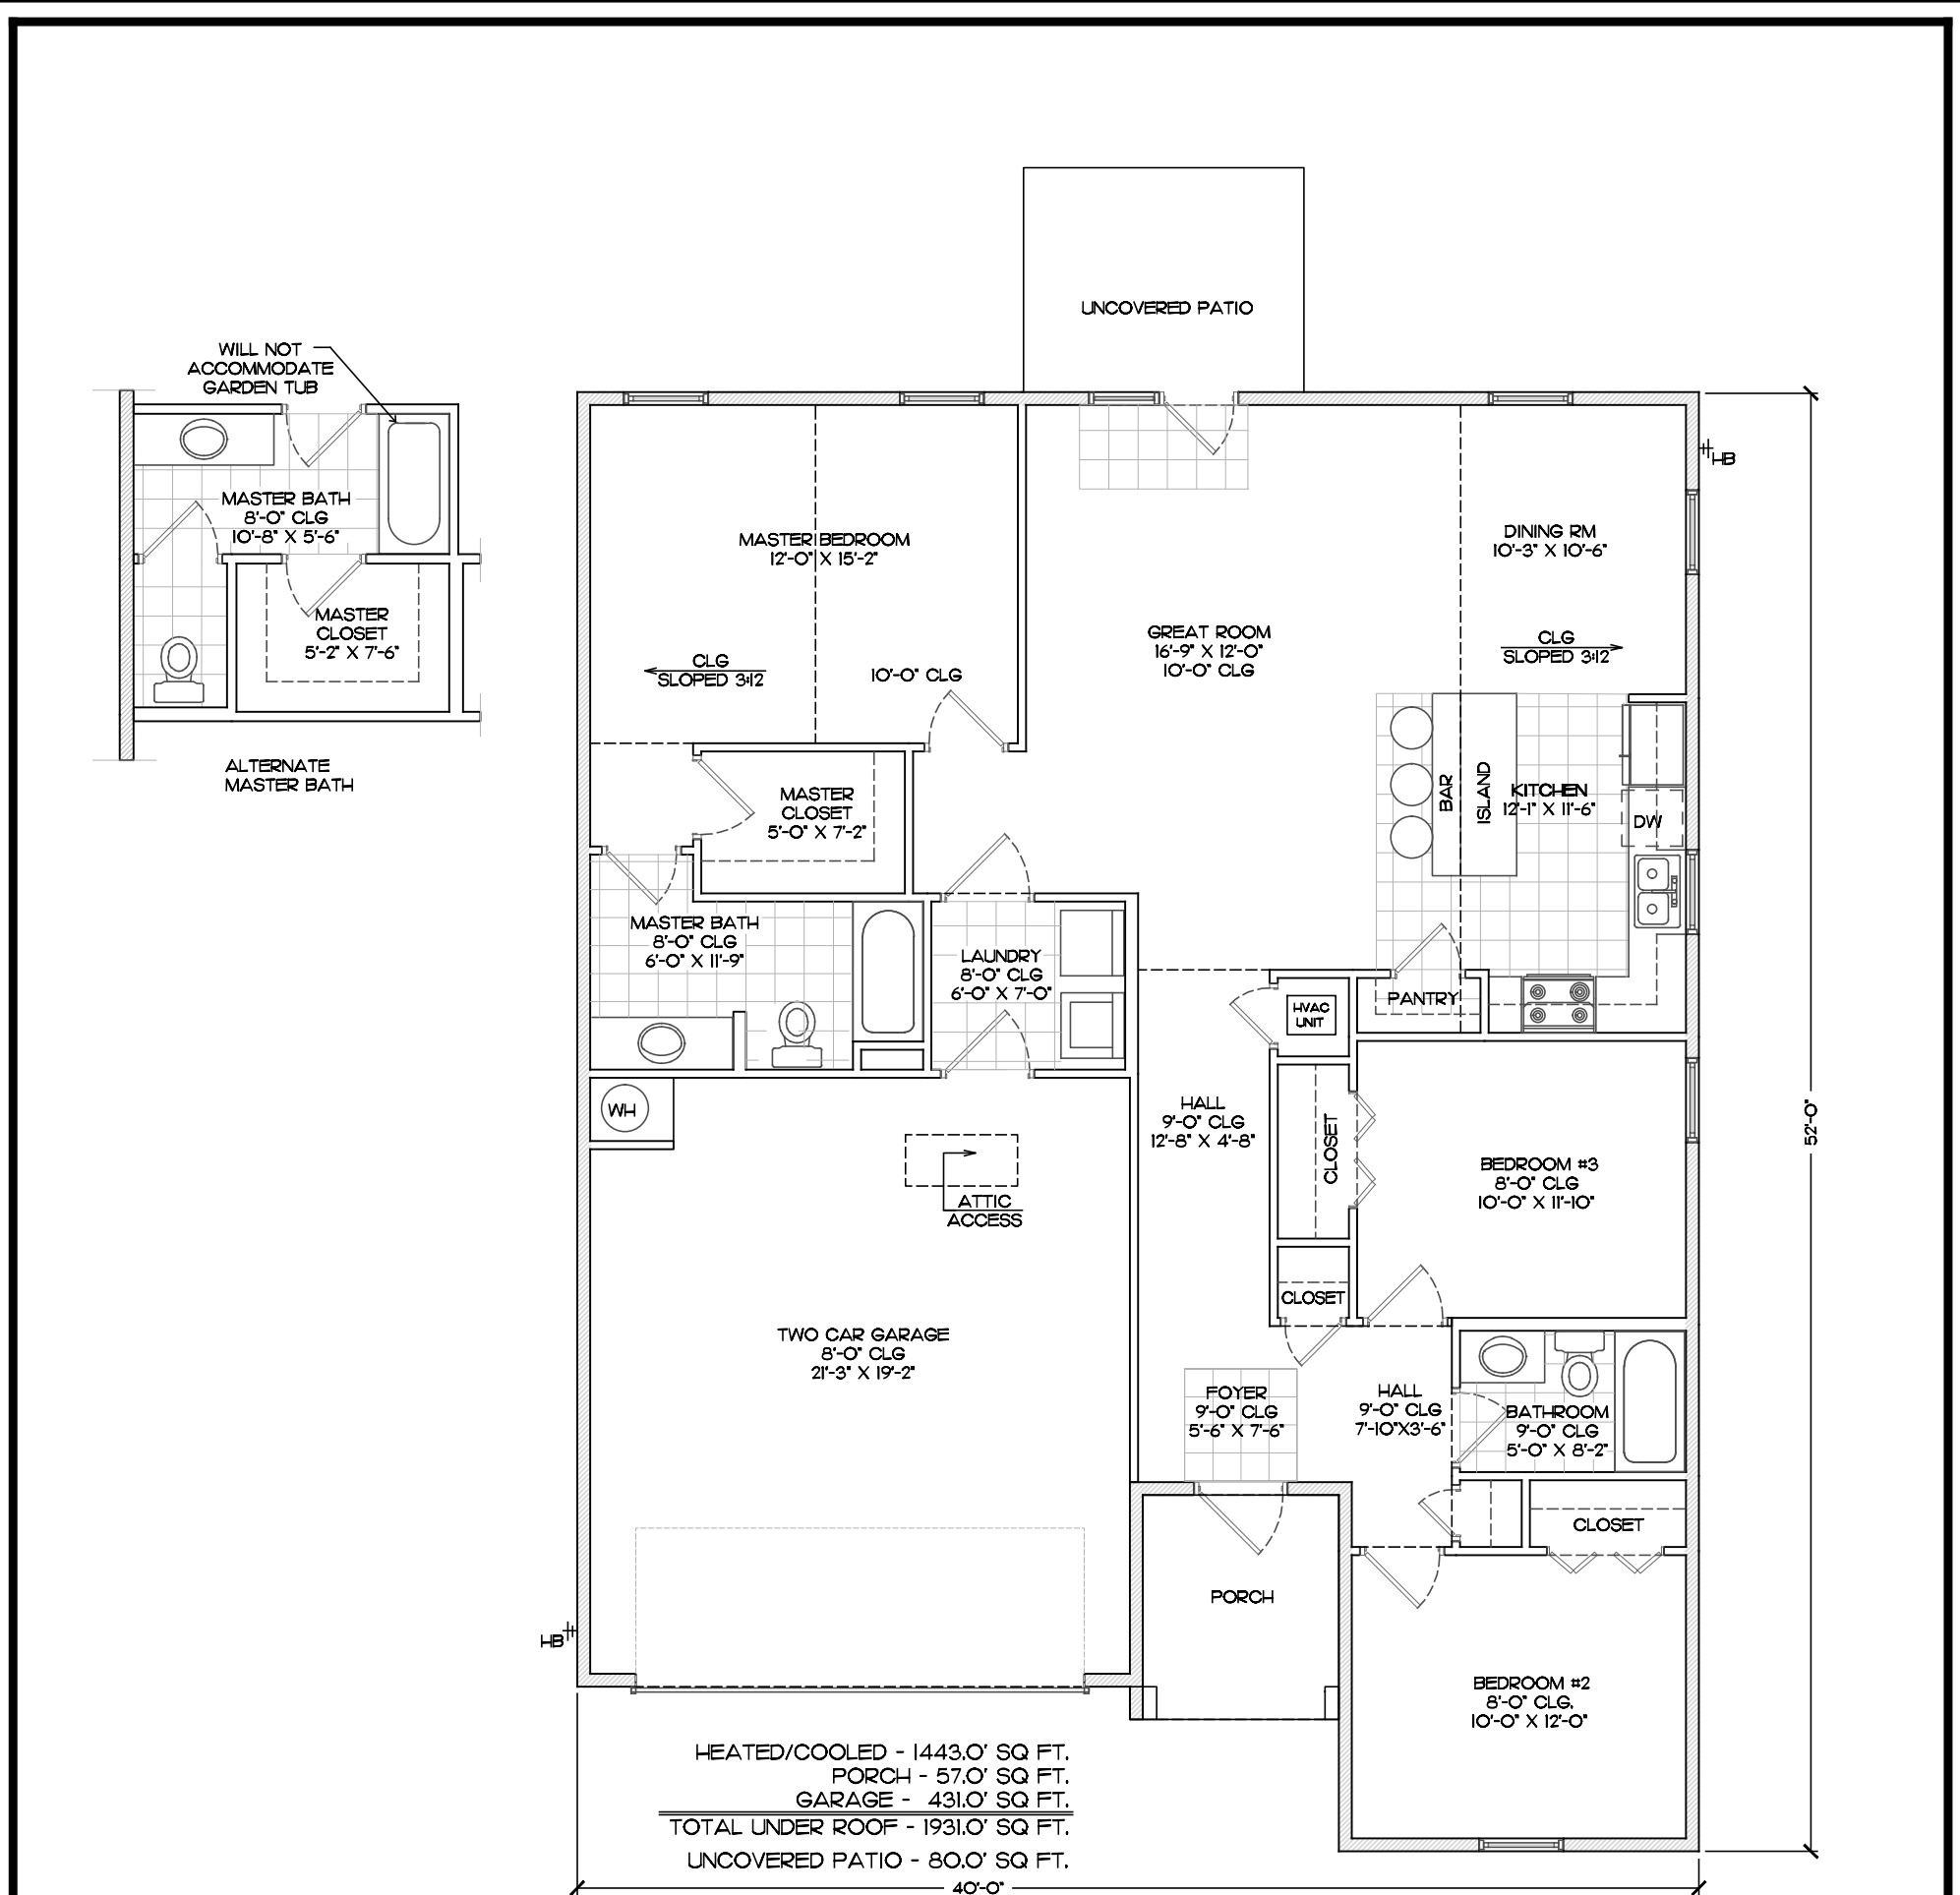 UNCOVERED PATIO
WILL NOT
ACCOMMODATE
GARDEN TUB
MASTER BATH
8'-0" CLG
10'-8" X 5'-6"
MASTER
CLOSET
5'-2" X 7'-6"
ALTERNATE
MASTER BATH
HB
MASTER BEDROOM
12'-0" X 15'-2"
CLG
SLOPED 3:12
10'-0" CLG
GREAT ROOM
16'-9" X 12'-0"
10'-0" CLG
DINING RM
10'-3" X 10'-6"
CLG
SLOPED 3:12
MASTER
CLOSET
5'-0" X 7'-2"
BAR
ISLAND
KITCHEN
12'-1" X 11'-6"
DW
MASTER BATH
8'-0" CLG
6'-0" X 11'-9"
LAUNDRY
8'-0" CLG
6'-0" X 7'-0"
HVAC
UNIT
PANTRY
WH
HALL
9'-0" CLG
12'-8" X 4'-8"
CLOSET
BEDROOM #3
8'-0" CLG
10'-0" X 11'-10"
52'-0"
ATTIC
ACCESS
CLOSET
TWO CAR GARAGE
8'-0" CLG
21'-3" X 19'-2"
FOYER
9'-0" CLG
5'-6" X 7'-6"
HALL
9'-0" CLG
7'-10"X3'-6"
BATHROOM
9'-0" CLG
5'-0" X 8'-2"
CLOSET
PORCH
HB
BEDROOM #2
8'-0" CLG.
10'-0" X 12'-0"
HEATED/COOLED - 1443.0' SQ FT.
PORCH - 57.0' SQ FT.
GARAGE - 431.0' SQ FT.
TOTAL UNDER ROOF - 1931.0' SQ FT.
UNCOVERED PATIO - 80.0' SQ FT.
40'-0"